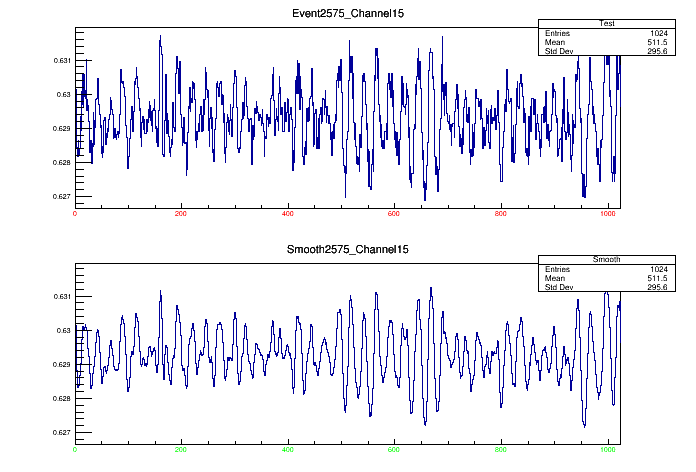 Event2575_Channel15
Test
Entries 1024
Mean 511.5
Std Dev 295.6
0.631
0.63
0.629
0.628
0.627
0 200 400 600 800 1000
Smooth2575_Channel15
Smooth
Entries 1024
Mean 511.5
Std Dev 295.6
0.631
0.63
0.629
0.628
0.627
0 200 400 600 800 1000